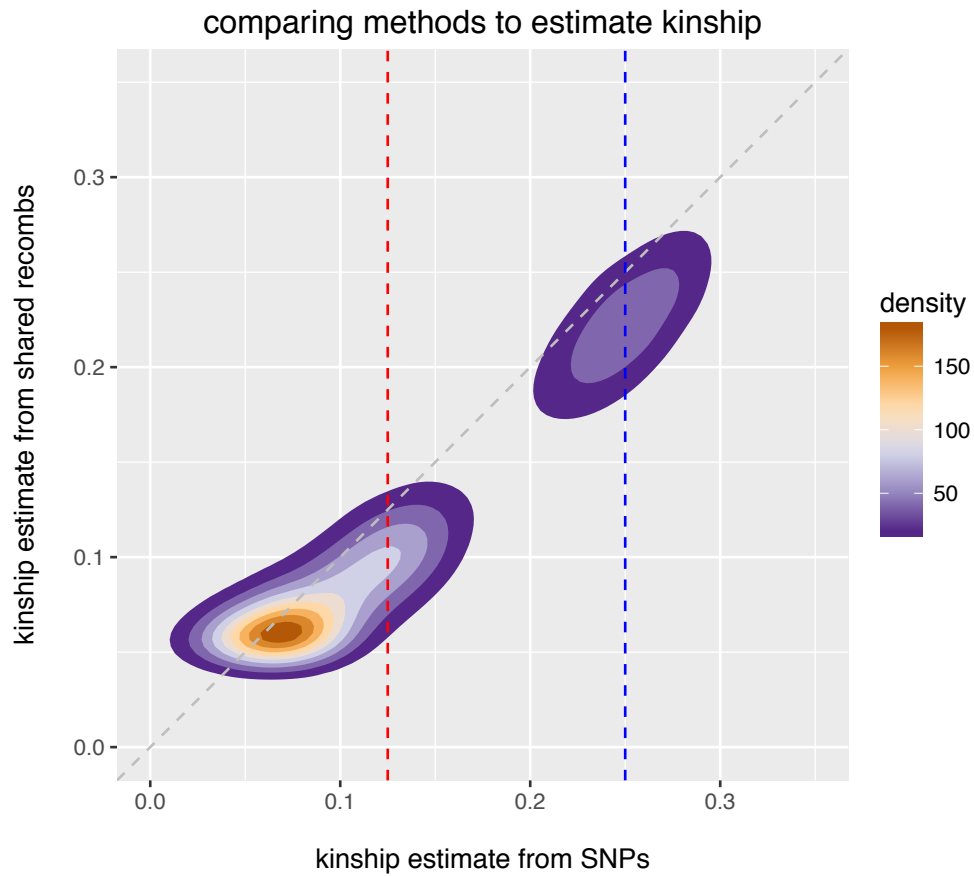 comparing methods to estimate kinship
kinship estimate from shared recombs
0.3
0.2
0.1
0.0
0.0
0.1
0.2
0.3
kinship estimate from SNPs
density
150
100
50